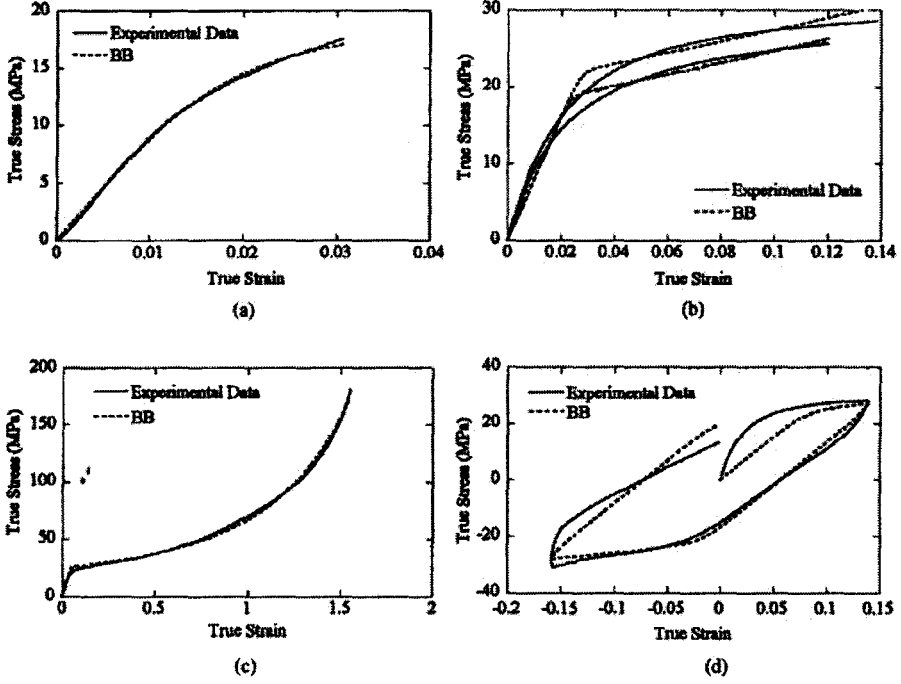 20
15
10
5
0
True Stress (MPa)
Experimental Data
BB
0
0.01
0.02
0.03
0.04
True Strain
(a)
30
20
10
0
True Stress (MPa)
Experimental Data
BB
0
0.02
0.04
0.06
0.08
0.1
0.12
0.14
True Strain
(b)
200
150
100
50
0
True Stress (MPa)
Experimental Data
BB
0
0.5
1
1.5
2
True Strain
(c)
40
20
0
-20
-40
True Stress (MPa)
Experimental Data
BB
-0.2
-0.15
-0.1
-0.05
0
0.05
0.1
0.15
True Strain
(d)